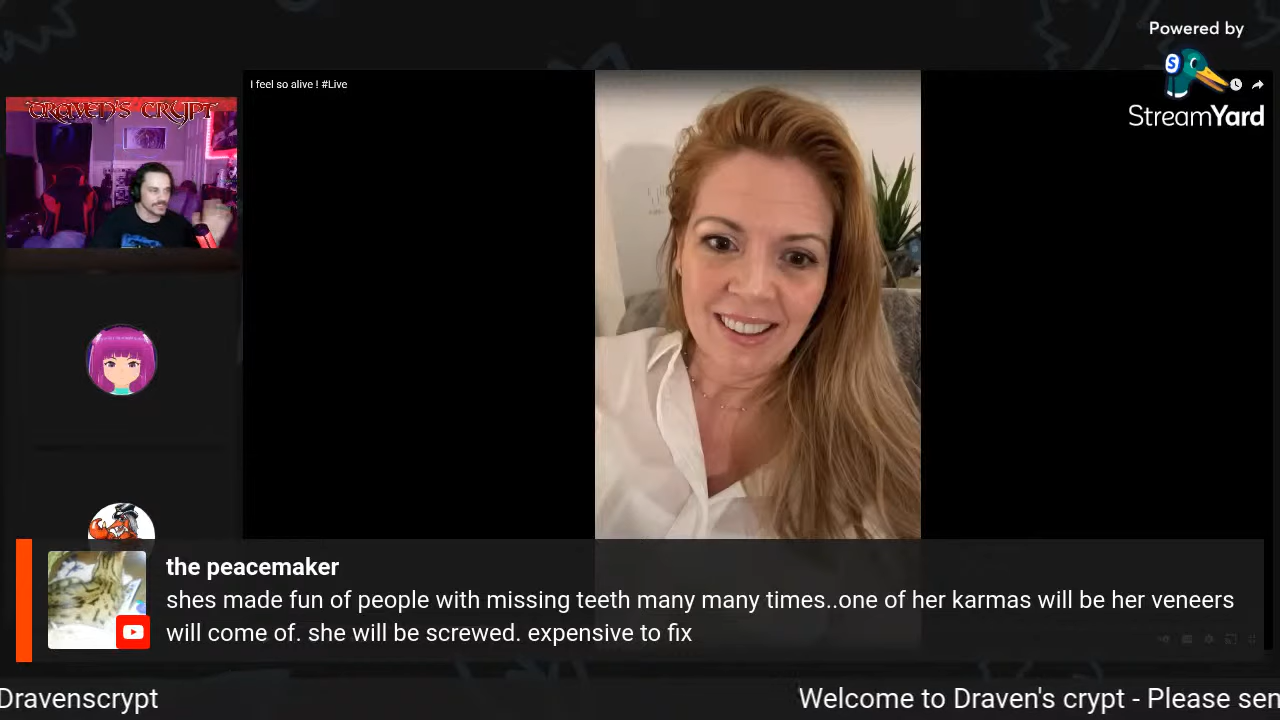 Powered by
S
StreamYard
I feel so alive ! #Live
DRAVEN'S CRYPT
the peacemaker
shes made fun of people with missing teeth many many times..one of her karmas will be her veneers
will come of. she will be screwed. expensive to fix
Dravenscrypt
Welcome to Draven's crypt - Please sen